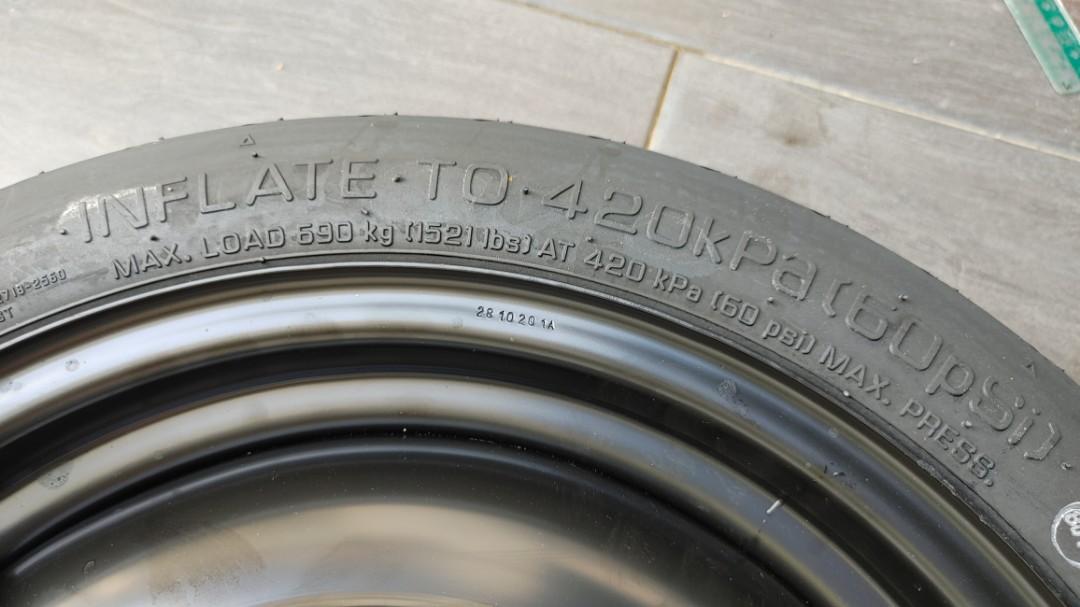 INFLATE TO 420kPa (60psi)
MAX. LOAD 690 kg (1521 lbs) AT 420 kPa (60 psi) MAX. PRESS.
28 10 20 1A